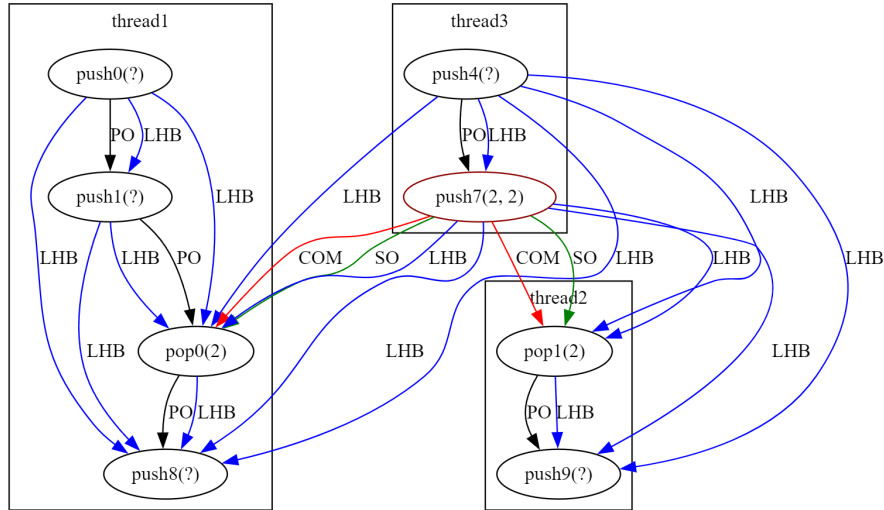 thread1
thread3
push0(?)
push4(?)
PO
LHB
PO
LHB
push1(?)
LHB
LHB
LHB
push7(2, 2)
LHB
LHB
PO
COM
SO
LHB
COM
SO
LHB
LHB
LHB
thread2
LHB
pop0(2)
LHB
pop1(2)
LHB
PO
LHB
PO
LHB
push8(?)
push9(?)